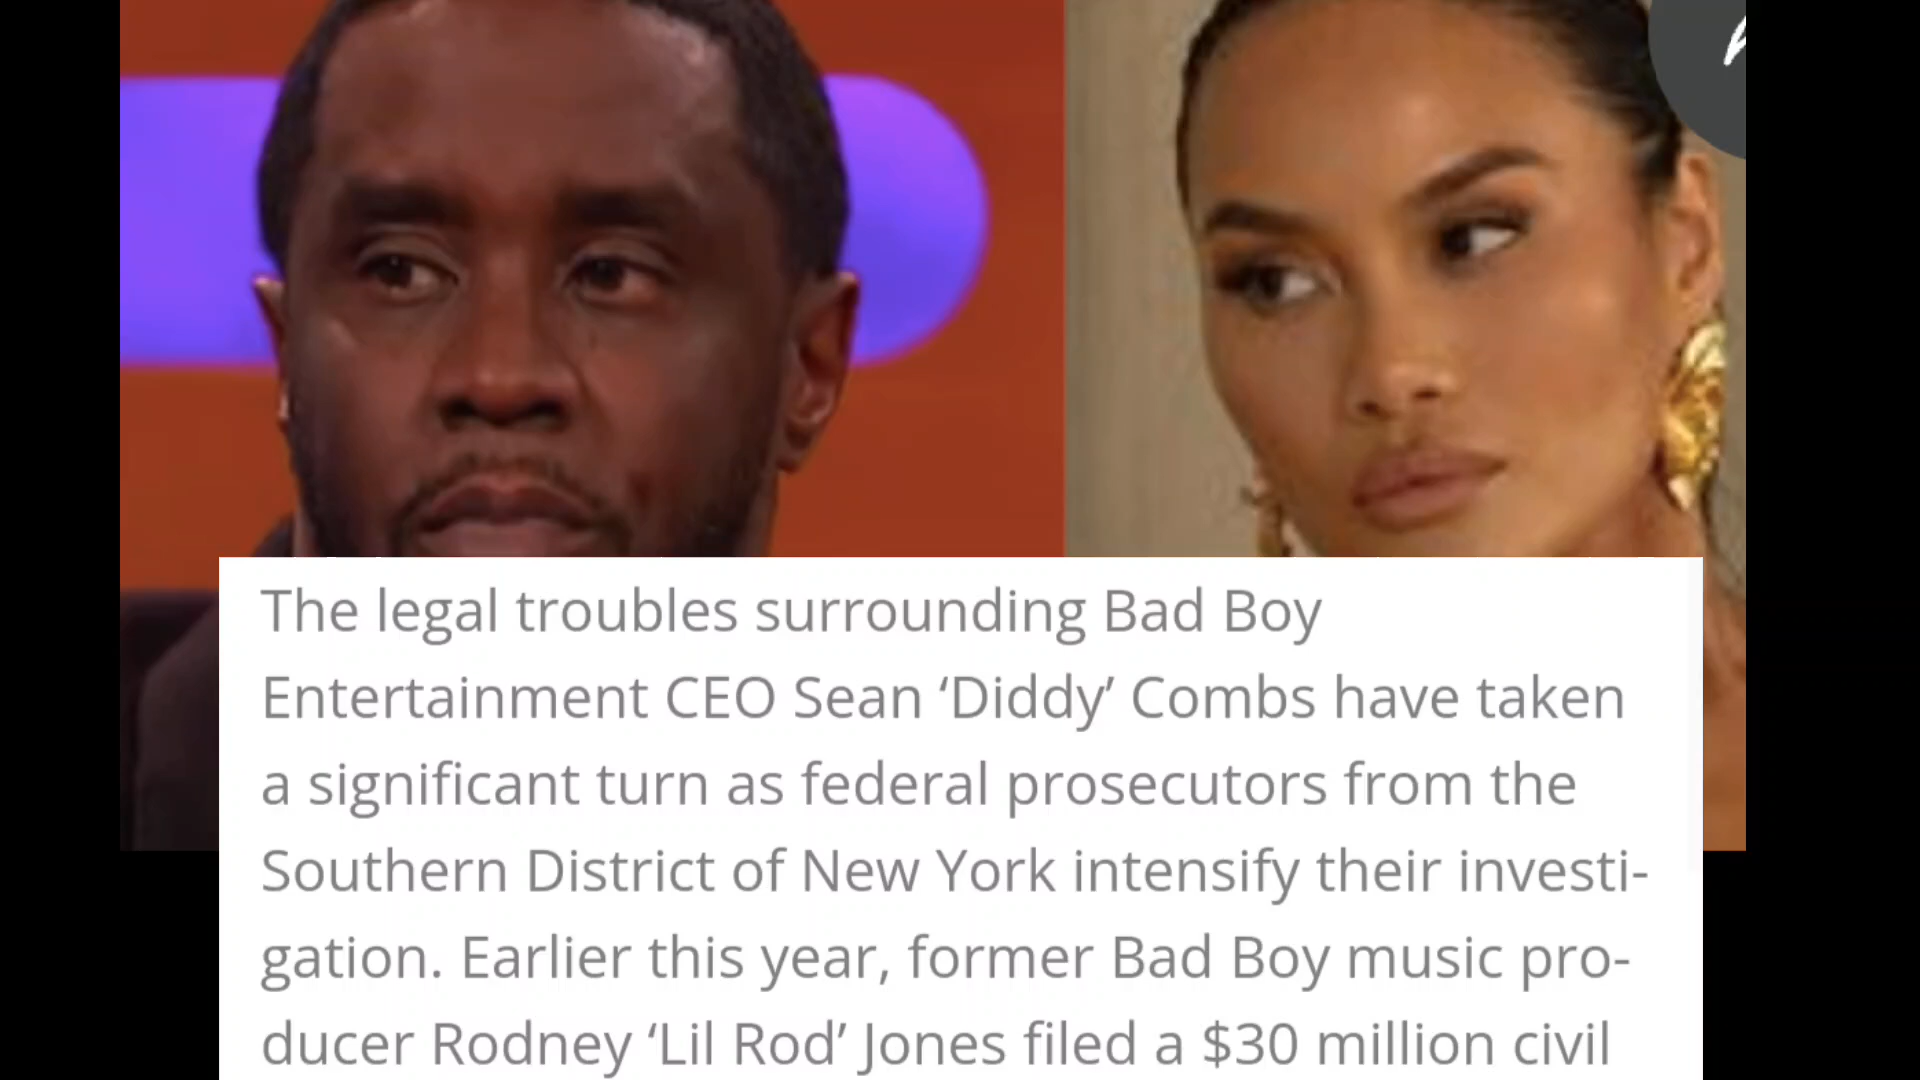 The legal troubles surrounding Bad Boy
Entertainment CEO Sean ‘Diddy’ Combs have taken
a significant turn as federal prosecutors from the
Southern District of New York intensify their investi-
gation. Earlier this year, former Bad Boy music pro-
ducer Rodney ‘Lil Rod’ Jones filed a $30 million civil